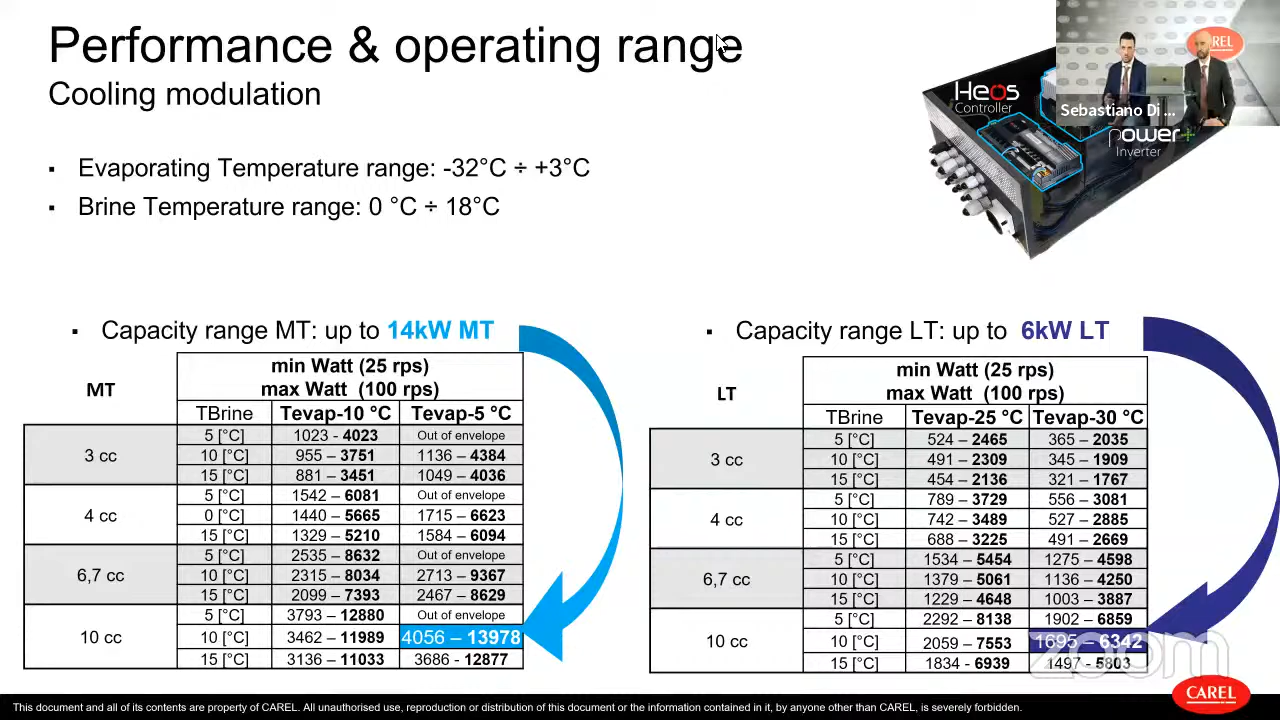 Performance & operating range
Cooling modulation
Heos
Controller
CAREL
Sebastiano Di ...
power+
Inverter
▪ Evaporating Temperature range: -32°C ÷ +3°C
▪ Brine Temperature range: 0 °C ÷ 18°C
▪ Capacity range MT: up to 14kW MT
MT
min Watt (25 rps)
max Watt (100 rps)
TBrine Tevap-10 °C Tevap-5 °C
3 cc
5 [°C] 1023 - 4023 Out of envelope
10 [°C] 955 – 3751 1136 – 4384
15 [°C] 881 – 3451 1049 – 4036
4 cc
5 [°C] 1542 – 6081 Out of envelope
0 [°C] 1440 – 5665 1715 – 6623
15 [°C] 1329 – 5210 1584 – 6094
6,7 cc
5 [°C] 2535 – 8632 Out of envelope
10 [°C] 2315 – 8034 2713 – 9367
15 [°C] 2099 – 7393 2467 – 8629
10 cc
5 [°C] 3793 – 12880 Out of envelope
10 [°C] 3462 – 11989 4056 – 13978
15 [°C] 3136 – 11033 3686 - 12877
▪ Capacity range LT: up to 6kW LT
LT
min Watt (25 rps)
max Watt (100 rps)
TBrine Tevap-25 °C Tevap-30 °C
3 cc
5 [°C] 524 – 2465 365 – 2035
10 [°C] 491 – 2309 345 – 1909
15 [°C] 454 – 2136 321 – 1767
4 cc
5 [°C] 789 – 3729 556 – 3081
10 [°C] 742 – 3489 527 – 2885
15 [°C] 688 – 3225 491 – 2669
6,7 cc
5 [°C] 1534 – 5454 1275 – 4598
10 [°C] 1379 – 5061 1136 – 4250
15 [°C] 1229 – 4648 1003 – 3887
10 cc
5 [°C] 2292 – 8138 1902 – 6859
10 [°C] 2059 – 7553 1695 – 6342
15 [°C] 1834 – 6939 1497 - 5803
zoom
CAREL
This document and all of its contents are property of CAREL. All unauthorised use, reproduction or distribution of this document or the information contained in it, by anyone other than CAREL, is severely forbidden.